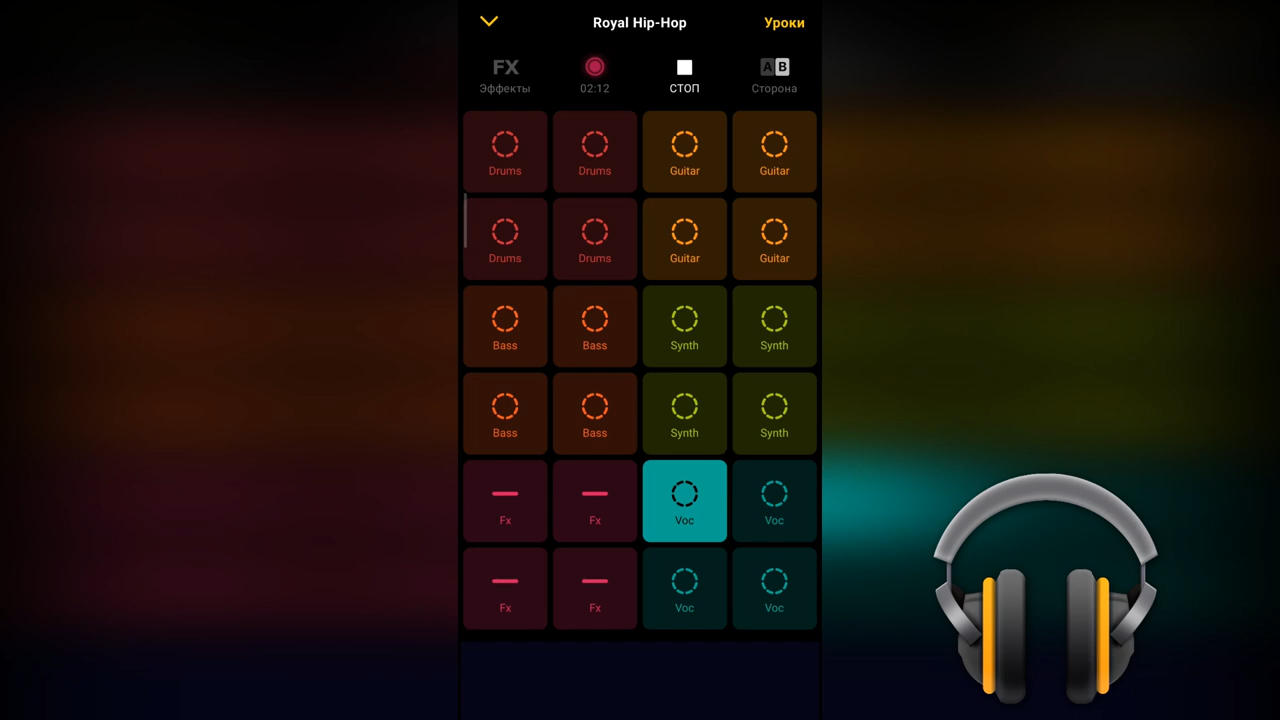 Royal Hip-Hop
Уроки
FX
A B
Эффекты
02:12
СТОП
Сторона
Drums Drums Guitar Guitar
Drums Drums Guitar Guitar
Bass Bass Synth Synth
Bass Bass Synth Synth
Fx Fx Voc Voc
Fx Fx Voc Voc